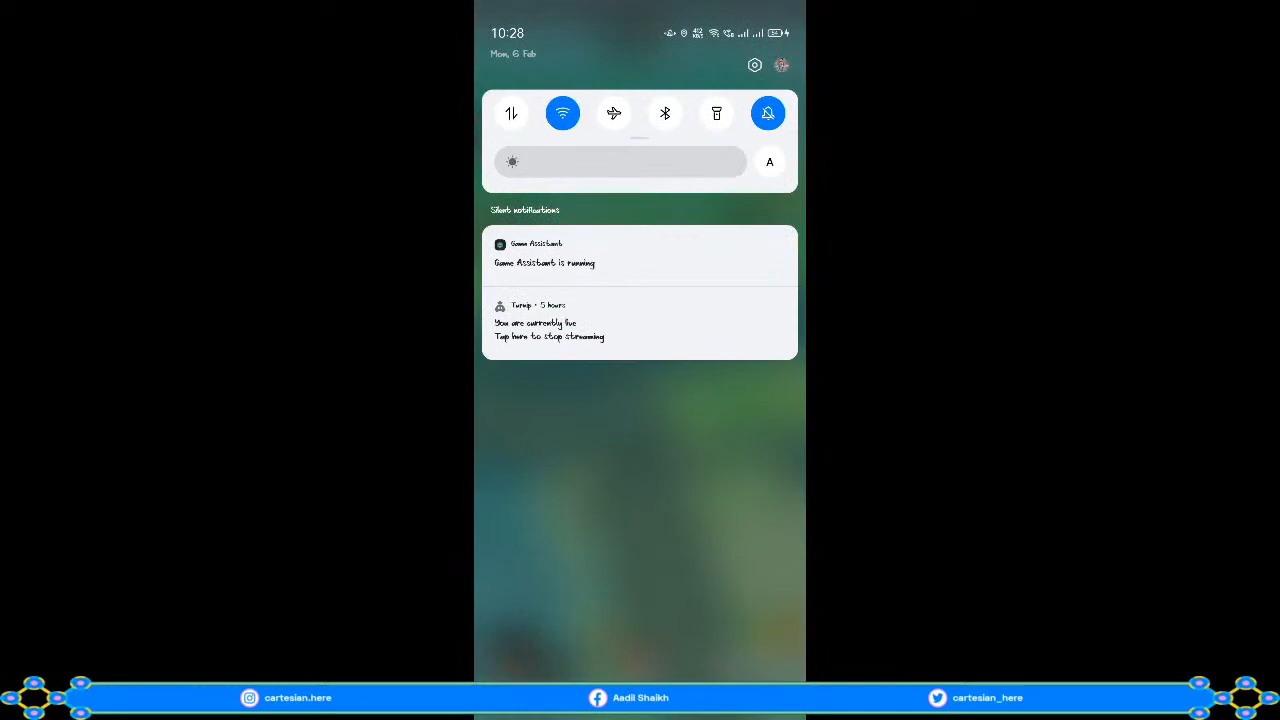 10:28
Mon, 6 Feb
A
Silent notifications
Game Assistant
Game Assistant is running
Turnip • 5 hours
You are currently live
Tap here to stop streaming
cartesian.here
Aadil Shaikh
cartesian_here